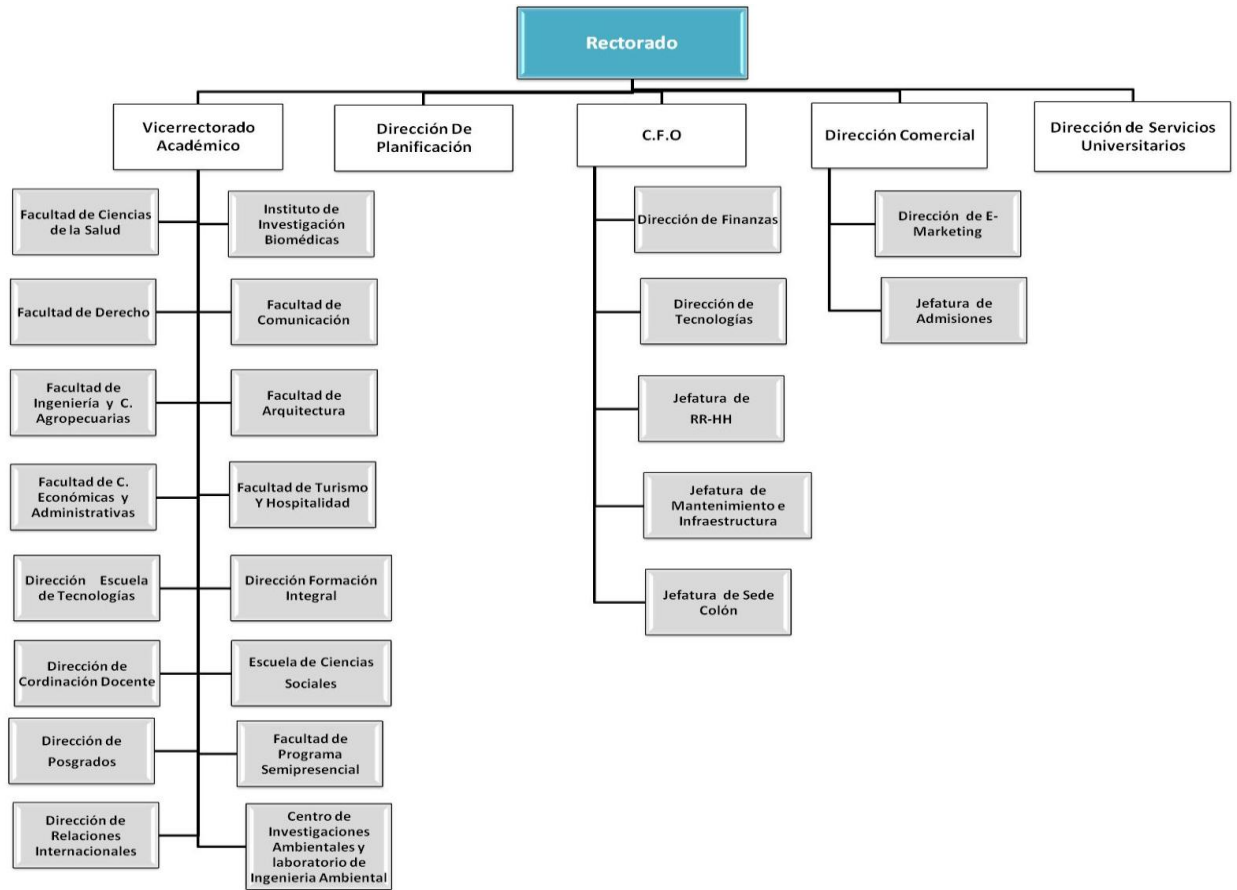 Rectorado
Vicerrectorado
Académico
Dirección De
Planificación
C.F.O
Dirección Comercial
Dirección de Servicios
Universitarios
Facultad de Ciencias
de la Salud
Instituto de
Investigación
Biomédicas
Facultad de Derecho
Facultad de
Comunicación
Facultad de
Ingeniería y C.
Agropecuarias
Facultad de
Arquitectura
Facultad de C.
Económicas y
Administrativas
Facultad de Turismo
Y Hospitalidad
Dirección Escuela
de Tecnologías
Dirección Formación
Integral
Dirección de
Cordinación Docente
Escuela de Ciencias
Sociales
Dirección de
Posgrados
Facultad de
Programa
Semipresencial
Dirección de
Relaciones
Internacionales
Centro de
Investigaciones
Ambientales y
laboratorio de
Ingenieria Ambiental
Dirección de Finanzas
Dirección de
Tecnologías
Jefatura de
RR-HH
Jefatura de
Mantenimiento e
Infraestructura
Jefatura de Sede
Colón
Dirección de E-
Marketing
Jefatura de
Admisiones